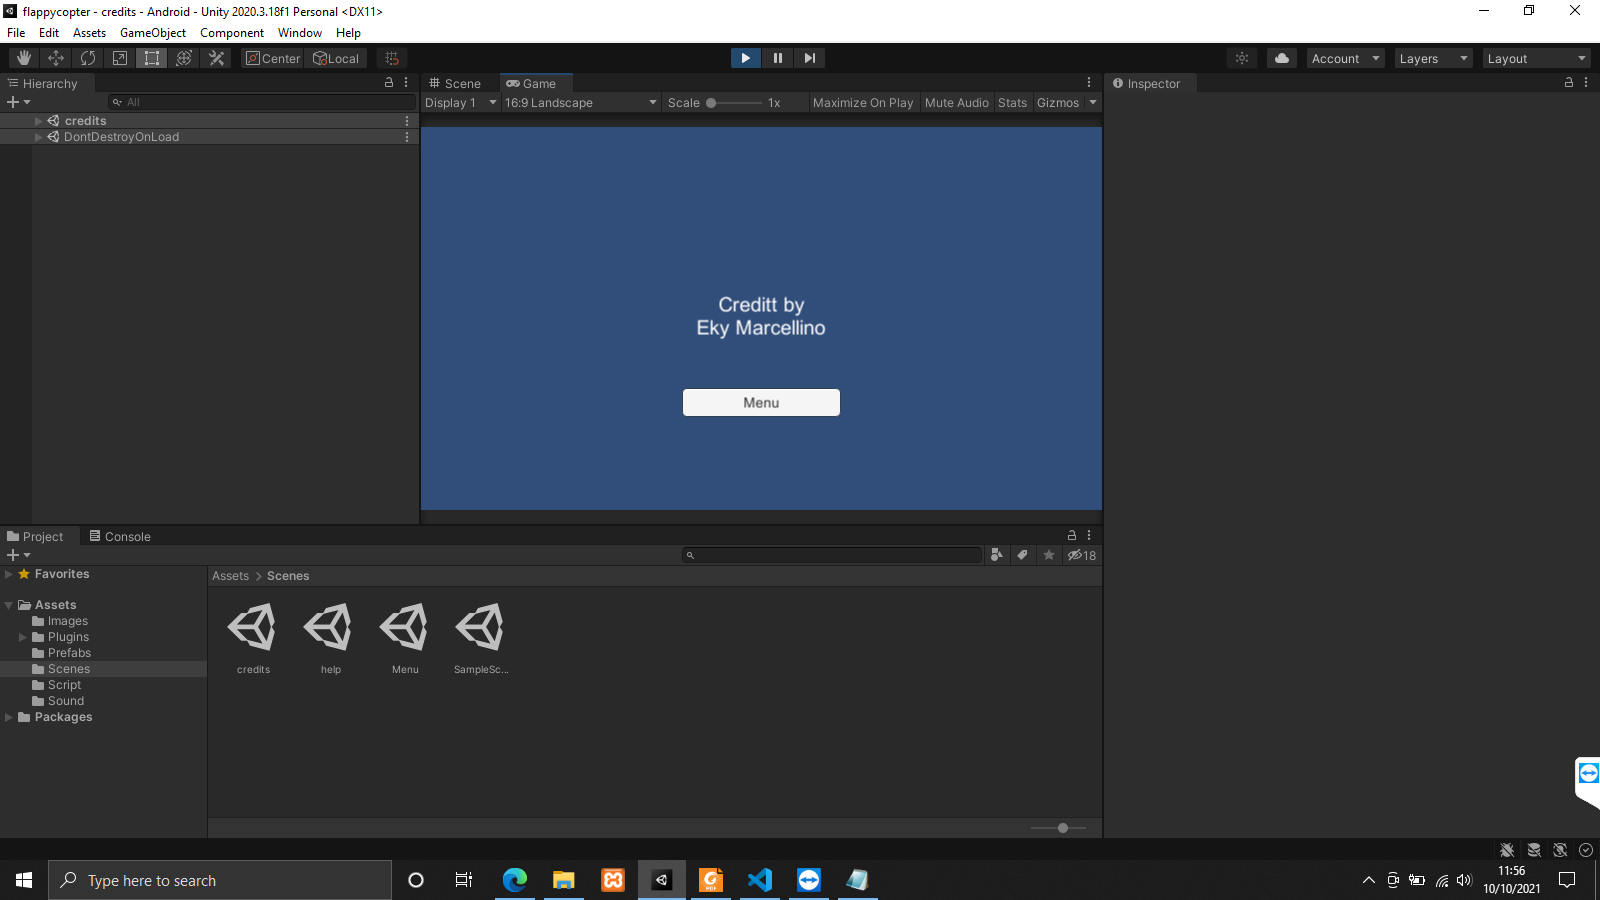 flappycopter - credits - Android - Unity 2020.3.18f1 Personal <DX11>
File Edit Assets GameObject Component Window Help
Center Local Account Layers Layout
Hierarchy
All
credits
DontDestroyOnLoad
Scene Game
Display 1 16:9 Landscape Scale 1x Maximize On Play Mute Audio Stats Gizmos
Creditt by
Eky Marcellino
Menu
Inspector
Project Console
18
Favorites
Assets
Images
Plugins
Prefabs
Scenes
Script
Sound
Packages
Assets > Scenes
credits help Menu SampleSc...
Type here to search
11:56
10/10/2021